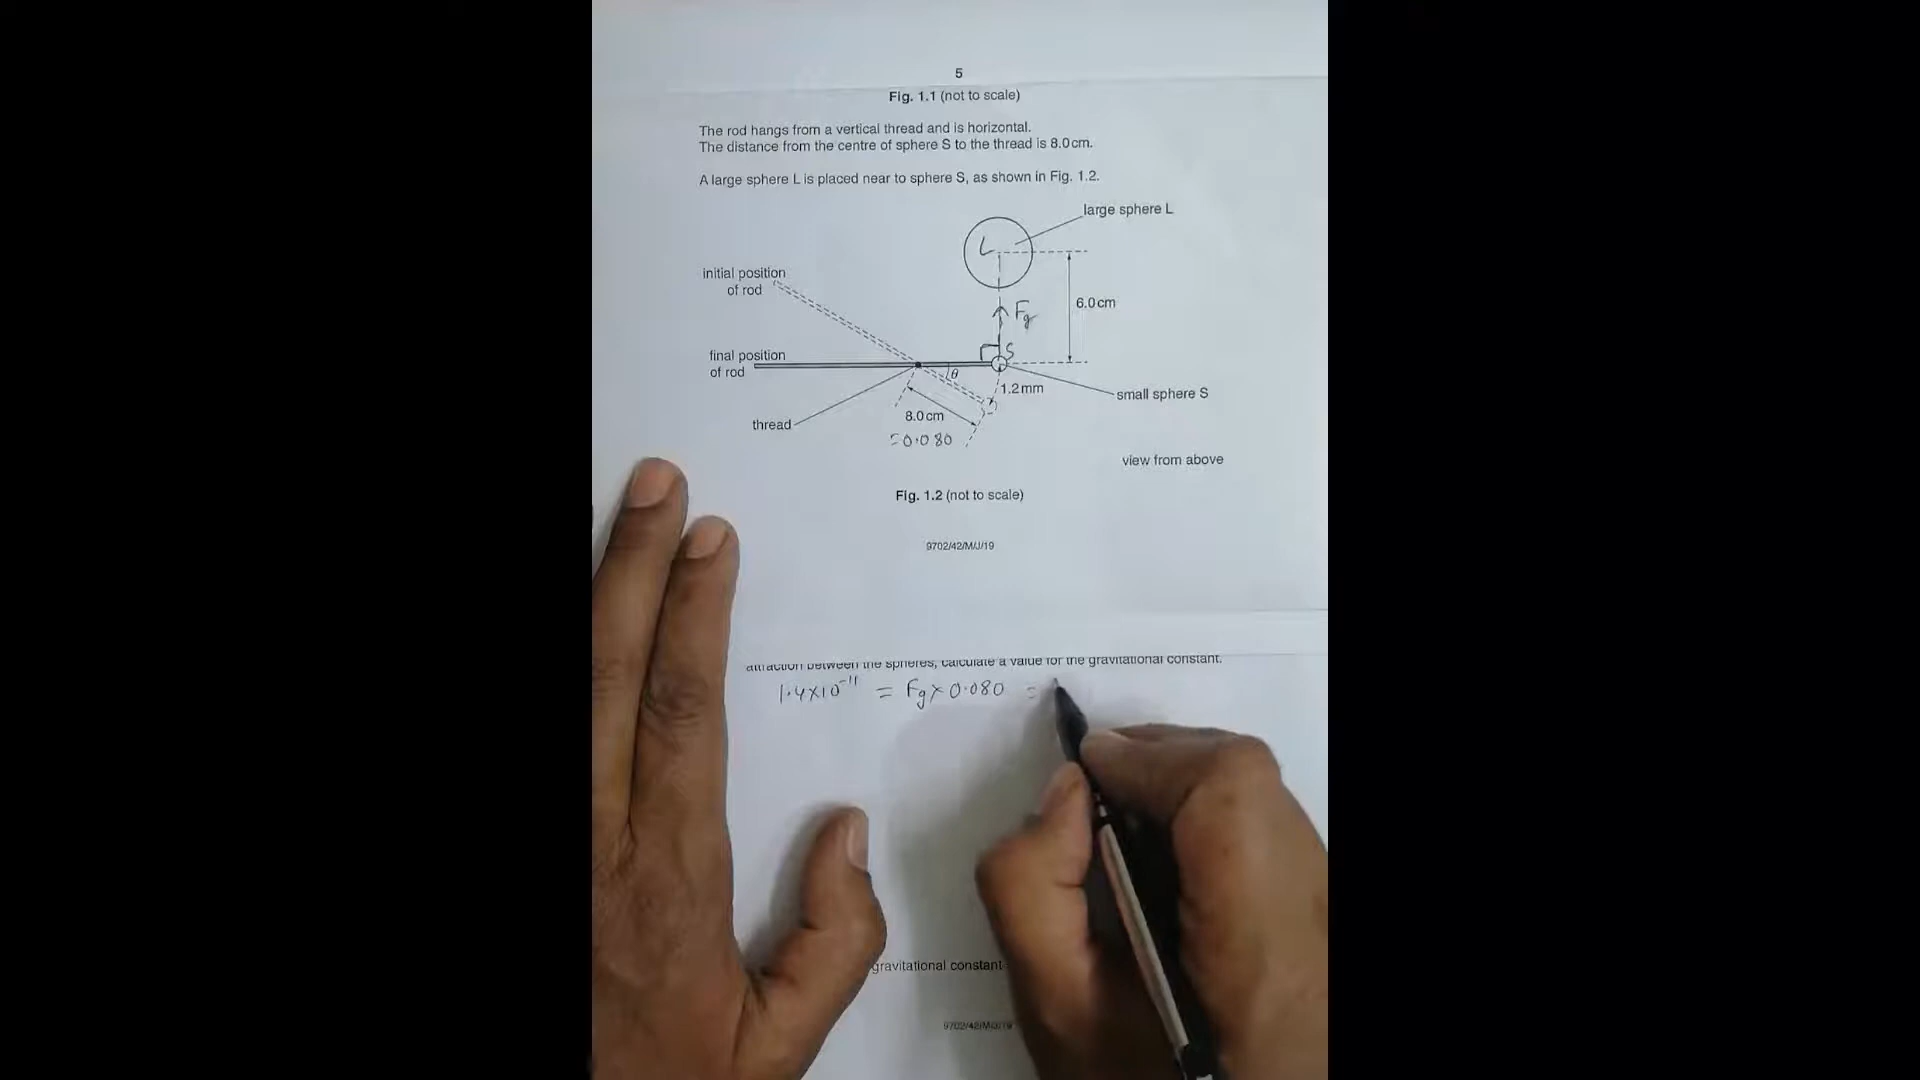 5
Fig. 1.1 (not to scale)
The rod hangs from a vertical thread and is horizontal.
The distance from the centre of sphere S to the thread is 8.0 cm.
A large sphere L is placed near to sphere S, as shown in Fig. 1.2.
large sphere L
L
initial position
of rod
6.0 cm
Fg
S
final position
of rod
θ
1.2 mm
small sphere S
8.0 cm
thread
=0.080
view from above
Fig. 1.2 (not to scale)
9702/42/M/J/19
attraction between the spheres, calculate a value for the gravitational constant.
1.4×10⁻¹¹ = Fg × 0.080 =
gravitational constant
9702/42/M/J/19